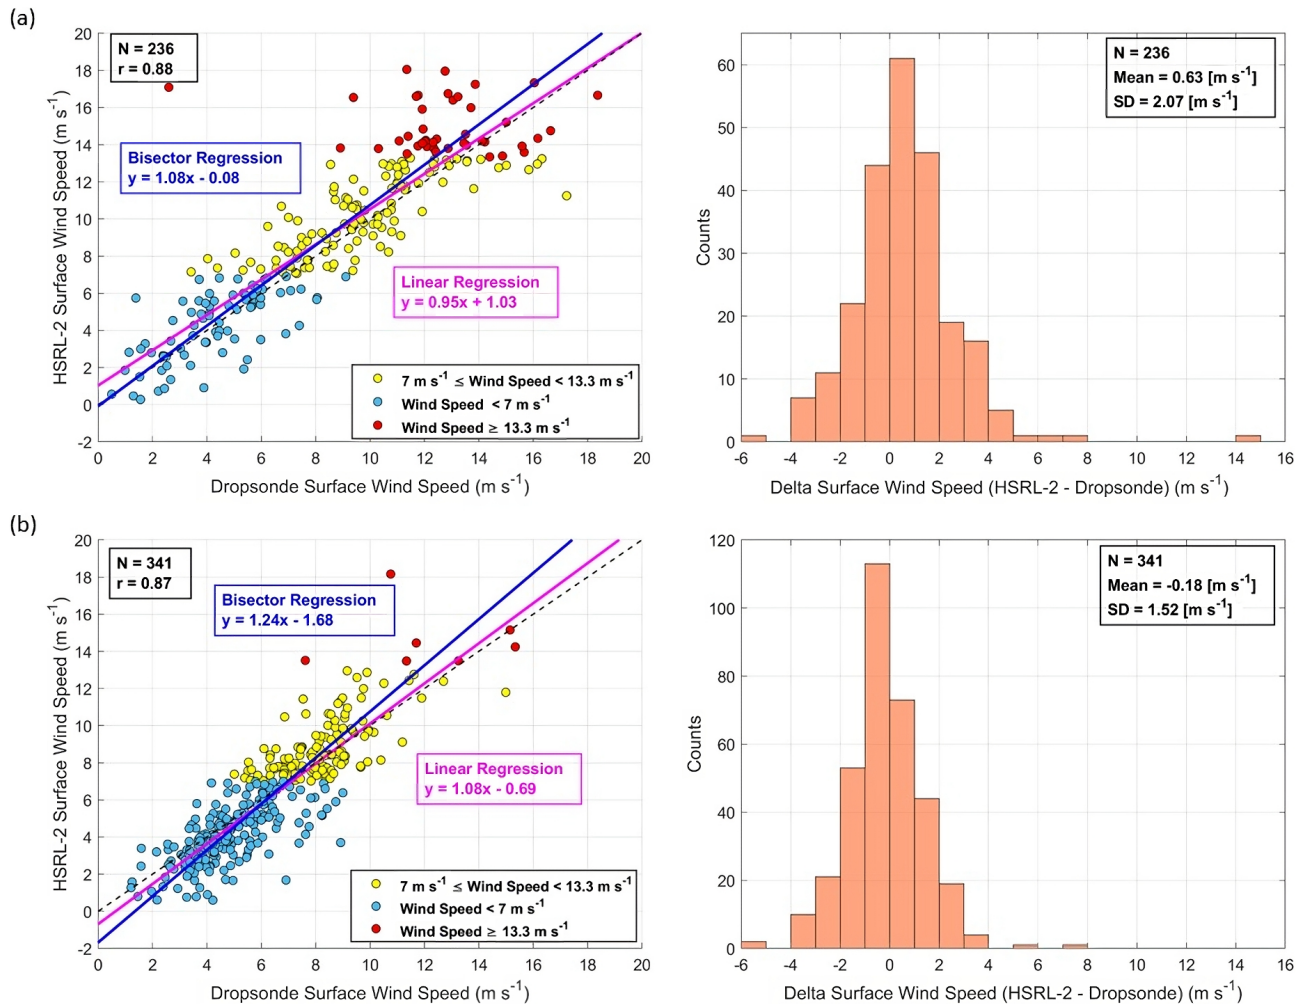 (a)
N = 236
r = 0.88
Bisector Regression
y = 1.08x - 0.08
Linear Regression
y = 0.95x + 1.03
7 m s⁻¹ ≤ Wind Speed < 13.3 m s⁻¹
Wind Speed < 7 m s⁻¹
Wind Speed ≥ 13.3 m s⁻¹
20
18
16
14
12
10
8
6
4
2
0
-2
HSRL-2 Surface Wind Speed (m s⁻¹)
0 2 4 6 8 10 12 14 16 18 20
Dropsonde Surface Wind Speed (m s⁻¹)
N = 236
Mean = 0.63 [m s⁻¹]
SD = 2.07 [m s⁻¹]
60
50
40
30
20
10
0
Counts
-6 -4 -2 0 2 4 6 8 10 12 14 16
Delta Surface Wind Speed (HSRL-2 - Dropsonde) (m s⁻¹)
(b)
N = 341
r = 0.87
Bisector Regression
y = 1.24x - 1.68
Linear Regression
y = 1.08x - 0.69
7 m s⁻¹ ≤ Wind Speed < 13.3 m s⁻¹
Wind Speed < 7 m s⁻¹
Wind Speed ≥ 13.3 m s⁻¹
20
18
16
14
12
10
8
6
4
2
0
-2
HSRL-2 Surface Wind Speed (m s⁻¹)
0 2 4 6 8 10 12 14 16 18 20
Dropsonde Surface Wind Speed (m s⁻¹)
N = 341
Mean = -0.18 [m s⁻¹]
SD = 1.52 [m s⁻¹]
120
100
80
60
40
20
0
Counts
-6 -4 -2 0 2 4 6 8 10 12 14 16
Delta Surface Wind Speed (HSRL-2 - Dropsonde) (m s⁻¹)